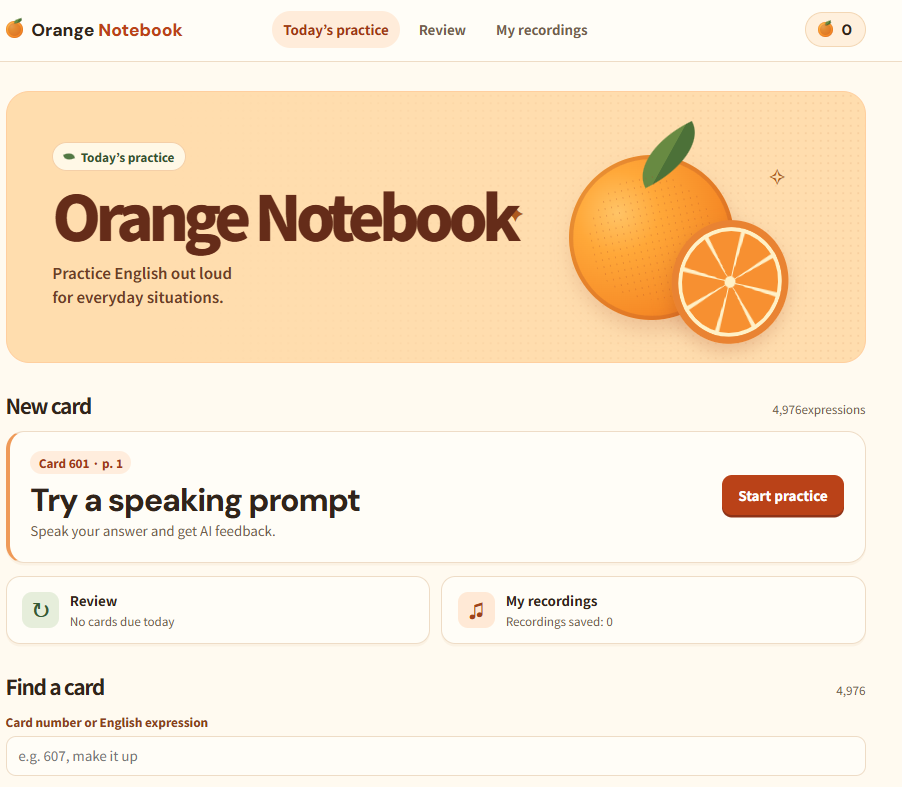 Orange Notebook
Today's practice
Review
My recordings
0
Today's practice
Orange Notebook
Practice English out loud
for everyday situations.
New card
4,976expressions
Card 601 · p. 1
Try a speaking prompt
Speak your answer and get AI feedback.
Start practice
Review
No cards due today
My recordings
Recordings saved: 0
Find a card
4,976
Card number or English expression
e.g. 607, make it up